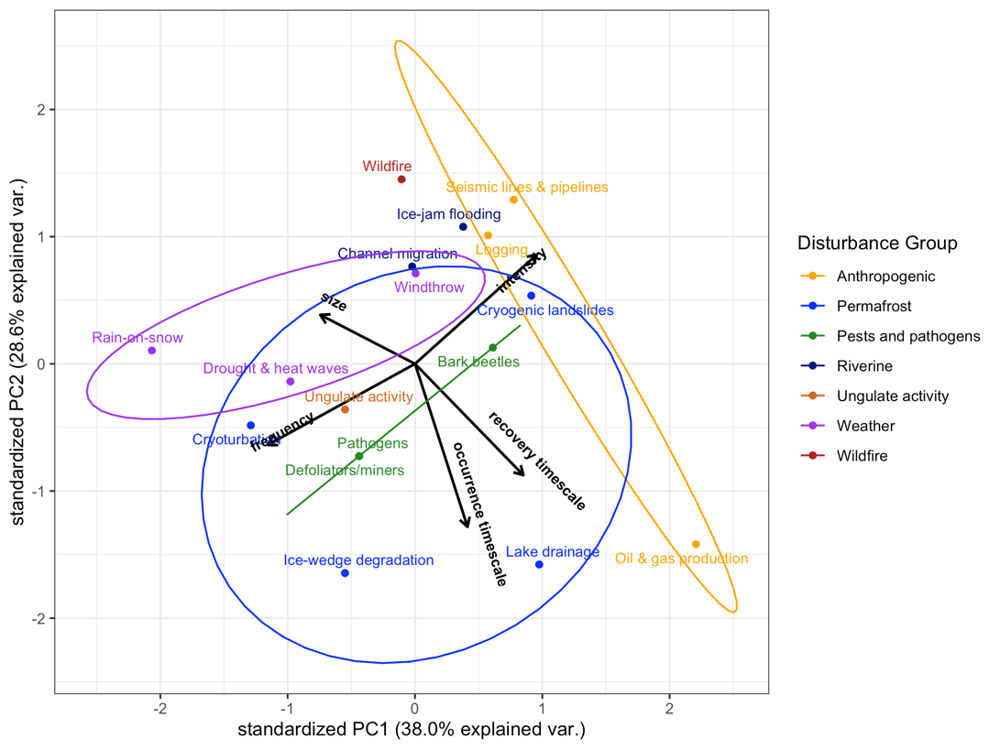 2
1
0
-1
-2
-2
-1
0
1
2
standardized PC2 (28.6% explained var.)
standardized PC1 (38.0% explained var.)
Wildfire
Seismic lines & pipelines
Ice-jam flooding
Logging
Channel migration
intensity
Windthrow
size
Cryogenic landslides
Rain-on-snow
Bark beetles
Drought & heat waves
Ungulate activity
frequency
Cryoturbation
Pathogens
Defoliators/miners
recovery timescale
occurrence timescale
Ice-wedge degradation
Lake drainage
Oil & gas production
Disturbance Group
Anthropogenic
Permafrost
Pests and pathogens
Riverine
Ungulate activity
Weather
Wildfire